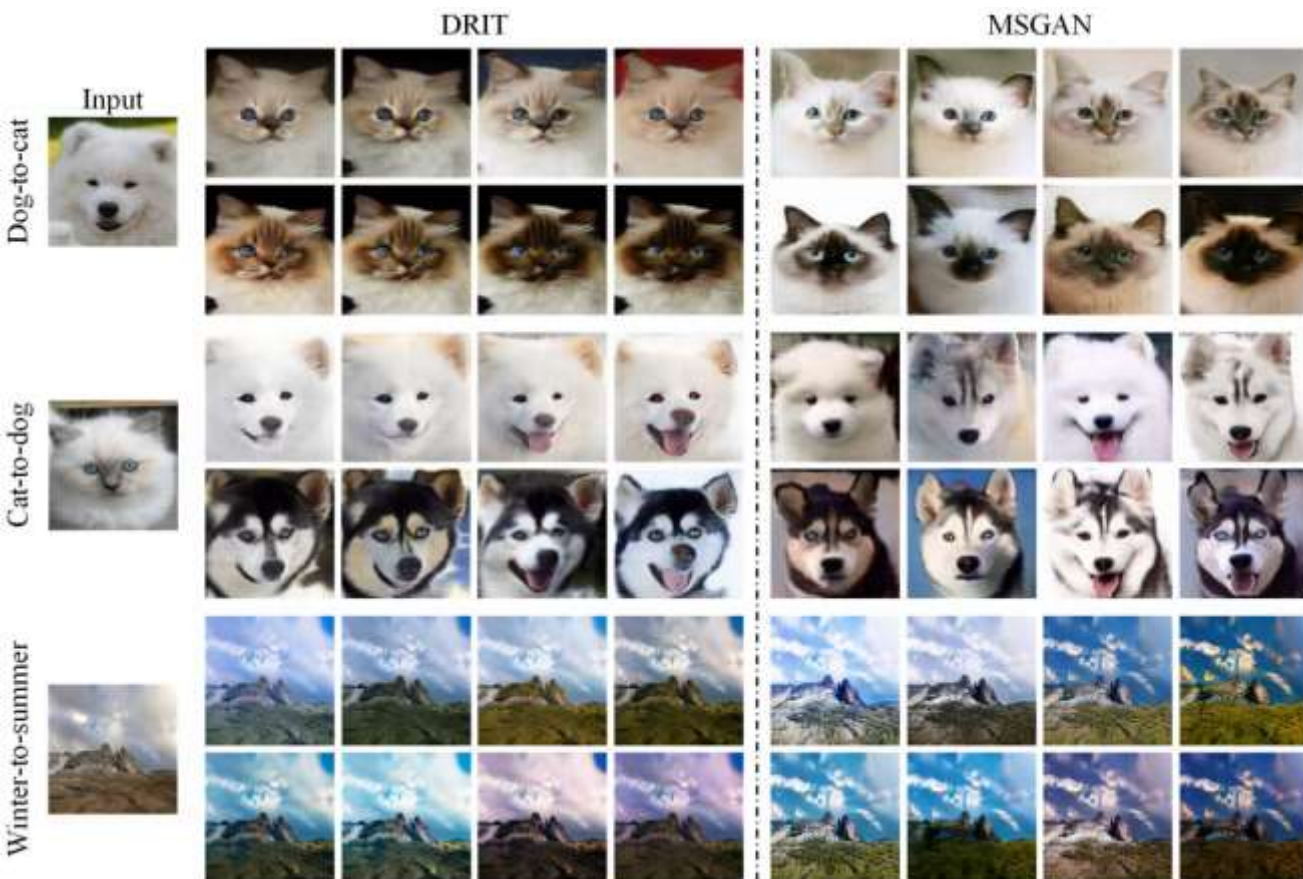 DRIT
MSGAN
Input
Dog-to-cat
Cat-to-dog
Winter-to-summer